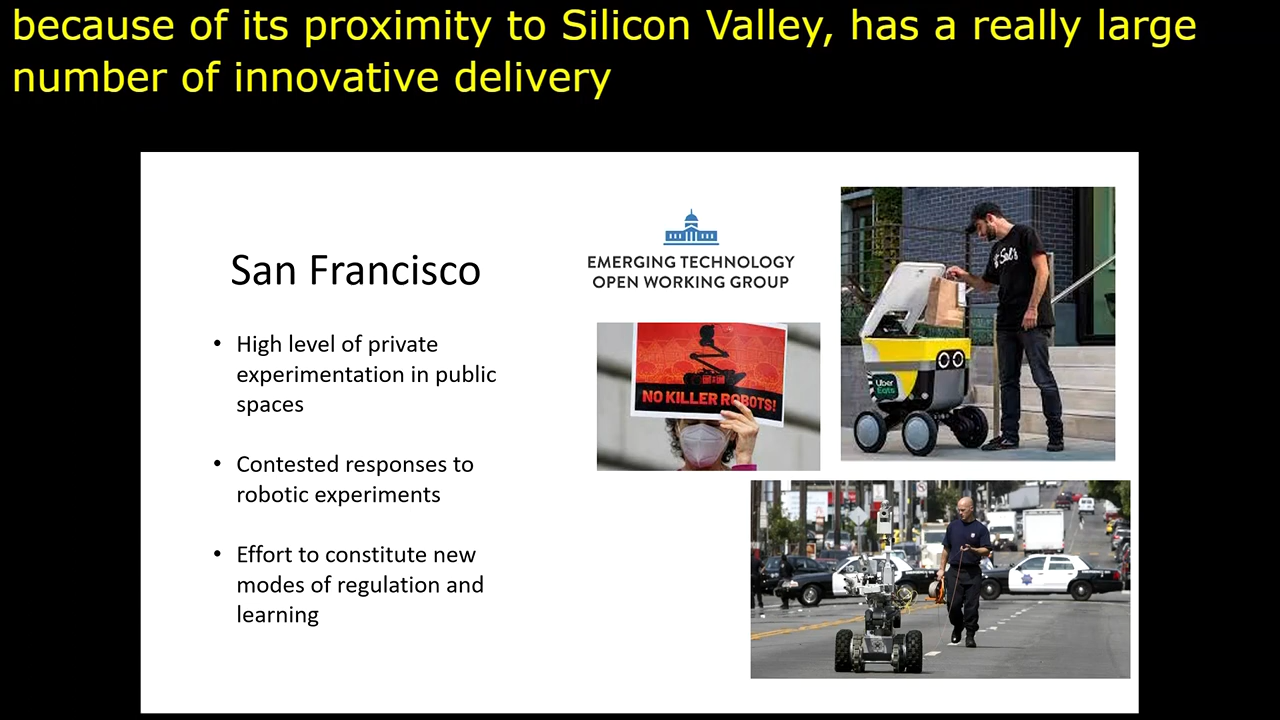 because of its proximity to Silicon Valley, has a really large
number of innovative delivery
San Francisco
• High level of private
experimentation in public
spaces
• Contested responses to
robotic experiments
• Effort to constitute new
modes of regulation and
learning
EMERGING TECHNOLOGY
OPEN WORKING GROUP
NO KILLER ROBOTS!
Uber
Eats